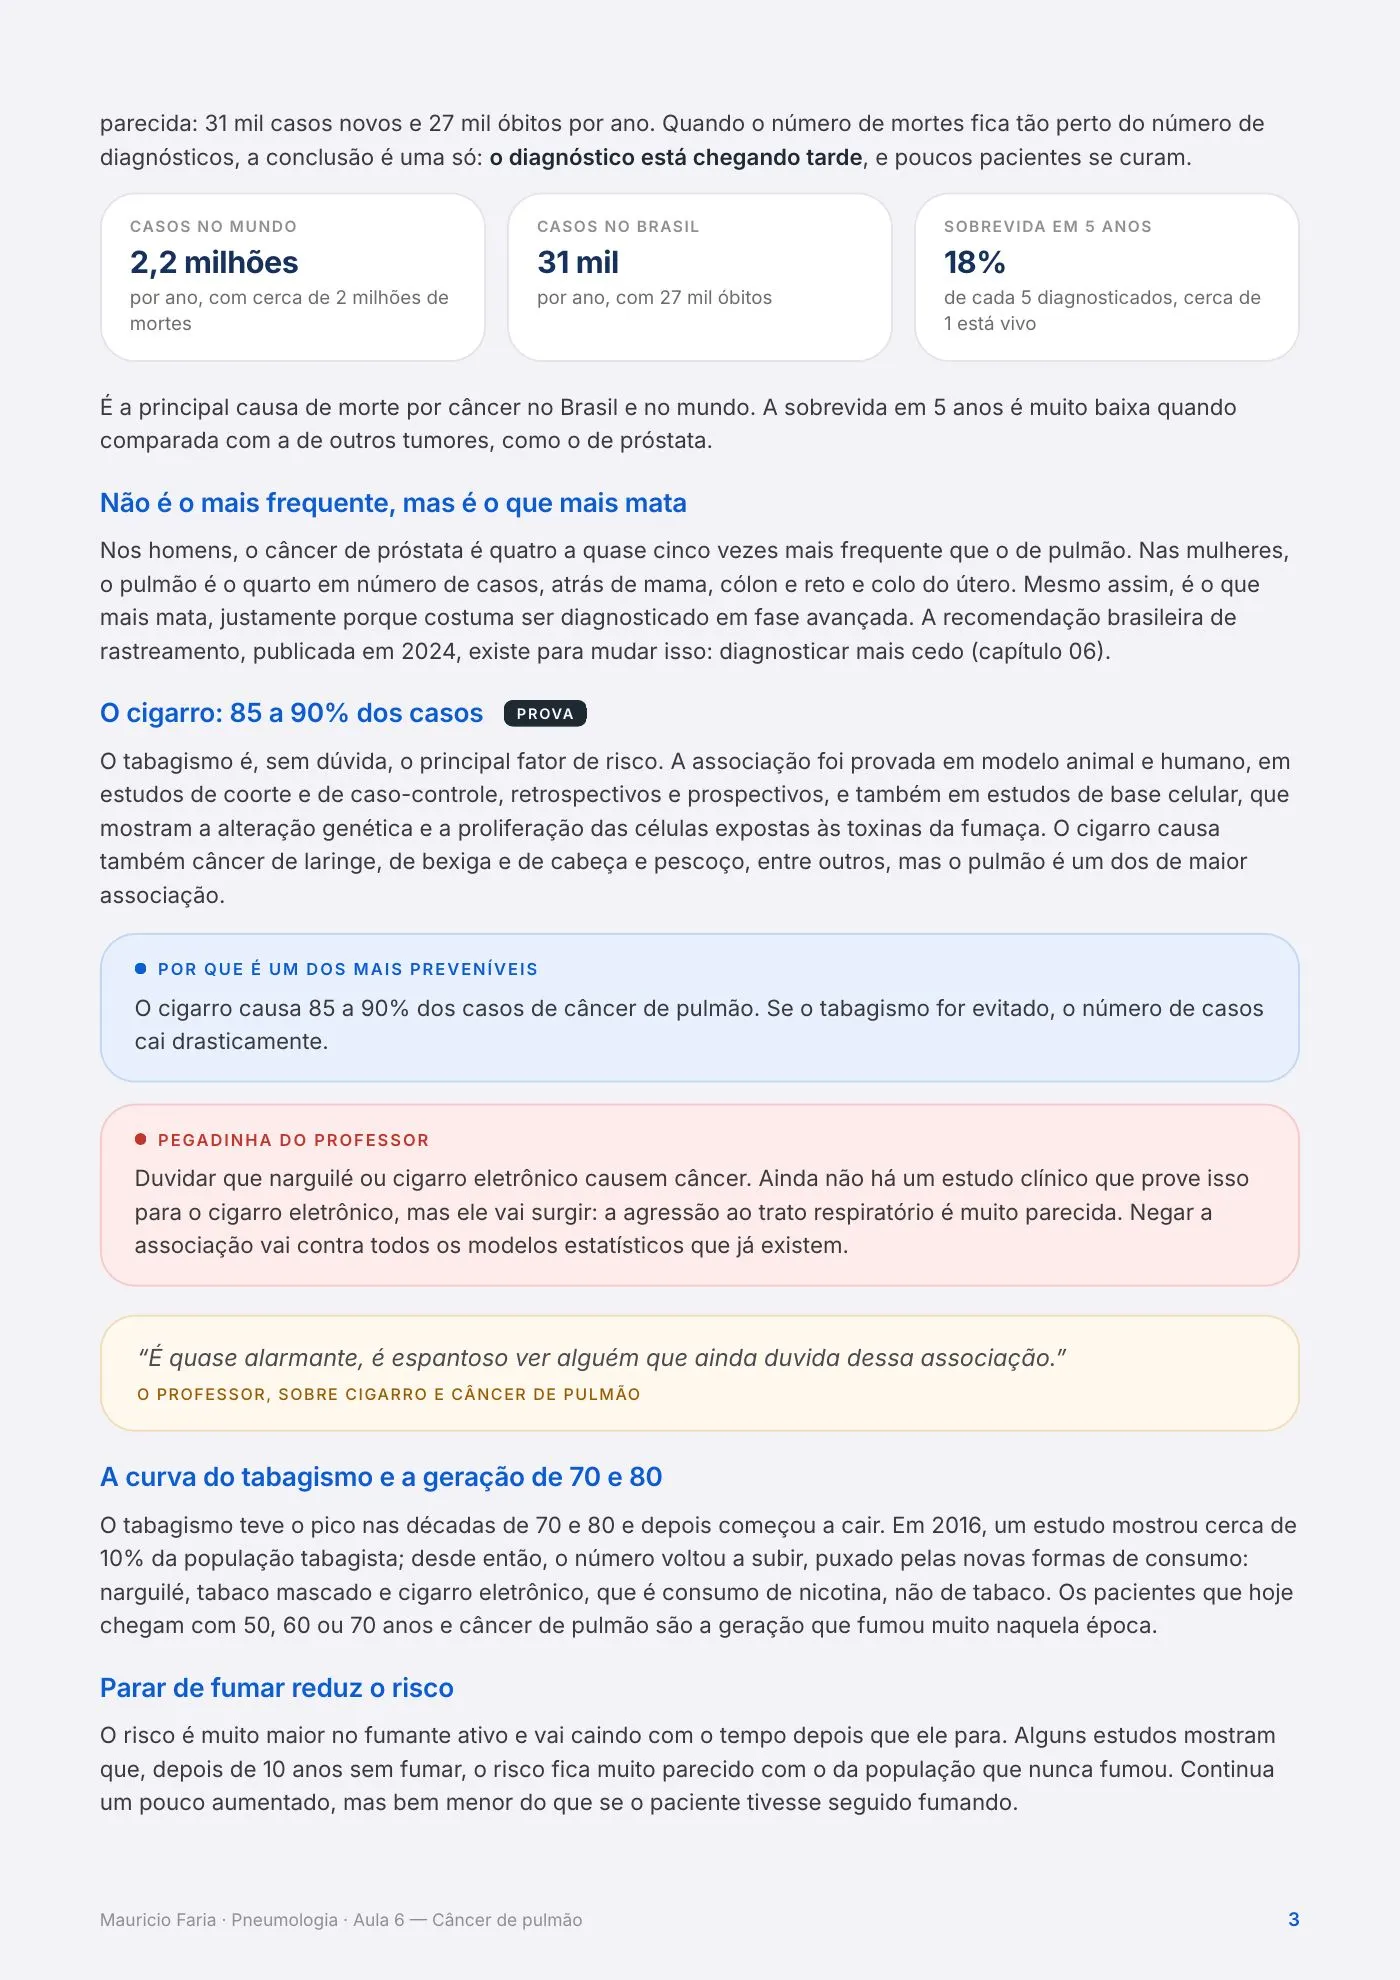 parecida: 31 mil casos novos e 27 mil óbitos por ano. Quando o número de mortes fica tão perto do número de
diagnósticos, a conclusão é uma só: o diagnóstico está chegando tarde, e poucos pacientes se curam.
CASOS NO MUNDO
2,2 milhões
por ano, com cerca de 2 milhões de
mortes
CASOS NO BRASIL
31 mil
por ano, com 27 mil óbitos
SOBREVIDA EM 5 ANOS
18%
de cada 5 diagnosticados, cerca de
1 está vivo
É a principal causa de morte por câncer no Brasil e no mundo. A sobrevida em 5 anos é muito baixa quando
comparada com a de outros tumores, como o de próstata.
Não é o mais frequente, mas é o que mais mata
Nos homens, o câncer de próstata é quatro a quase cinco vezes mais frequente que o de pulmão. Nas mulheres,
o pulmão é o quarto em número de casos, atrás de mama, cólon e reto e colo do útero. Mesmo assim, é o que
mais mata, justamente porque costuma ser diagnosticado em fase avançada. A recomendação brasileira de
rastreamento, publicada em 2024, existe para mudar isso: diagnosticar mais cedo (capítulo 06).
O cigarro: 85 a 90% dos casos PROVA
O tabagismo é, sem dúvida, o principal fator de risco. A associação foi provada em modelo animal e humano, em
estudos de coorte e de caso-controle, retrospectivos e prospectivos, e também em estudos de base celular, que
mostram a alteração genética e a proliferação das células expostas às toxinas da fumaça. O cigarro causa
também câncer de laringe, de bexiga e de cabeça e pescoço, entre outros, mas o pulmão é um dos de maior
associação.
POR QUE É UM DOS MAIS PREVENÍVEIS
O cigarro causa 85 a 90% dos casos de câncer de pulmão. Se o tabagismo for evitado, o número de casos
cai drasticamente.
PEGADINHA DO PROFESSOR
Duvidar que narguilé ou cigarro eletrônico causem câncer. Ainda não há um estudo clínico que prove isso
para o cigarro eletrônico, mas ele vai surgir: a agressão ao trato respiratório é muito parecida. Negar a
associação vai contra todos os modelos estatísticos que já existem.
“É quase alarmante, é espantoso ver alguém que ainda duvida dessa associação.”
O PROFESSOR, SOBRE CIGARRO E CÂNCER DE PULMÃO
A curva do tabagismo e a geração de 70 e 80
O tabagismo teve o pico nas décadas de 70 e 80 e depois começou a cair. Em 2016, um estudo mostrou cerca de
10% da população tabagista; desde então, o número voltou a subir, puxado pelas novas formas de consumo:
narguilé, tabaco mascado e cigarro eletrônico, que é consumo de nicotina, não de tabaco. Os pacientes que hoje
chegam com 50, 60 ou 70 anos e câncer de pulmão são a geração que fumou muito naquela época.
Parar de fumar reduz o risco
O risco é muito maior no fumante ativo e vai caindo com o tempo depois que ele para. Alguns estudos mostram
que, depois de 10 anos sem fumar, o risco fica muito parecido com o da população que nunca fumou. Continua
um pouco aumentado, mas bem menor do que se o paciente tivesse seguido fumando.
Mauricio Faria · Pneumologia · Aula 6 — Câncer de pulmão
3